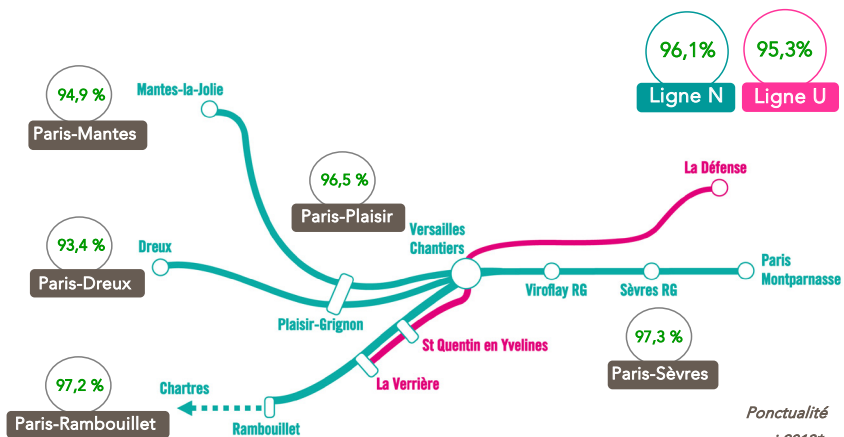 96,1%
95,3%
Ligne N
Ligne U
94,9 %
Paris-Mantes
Mantes-la-Jolie
96,5 %
Paris-Plaisir
La Défense
93,4 %
Paris-Dreux
Dreux
Versailles
Chantiers
Paris
Montparnasse
Viroflay RG
Sèvres RG
Plaisir-Grignon
St Quentin en Yvelines
97,3 %
Paris-Sèvres
La Verrière
97,2 %
Paris-Rambouillet
Chartres
Rambouillet
Ponctualité